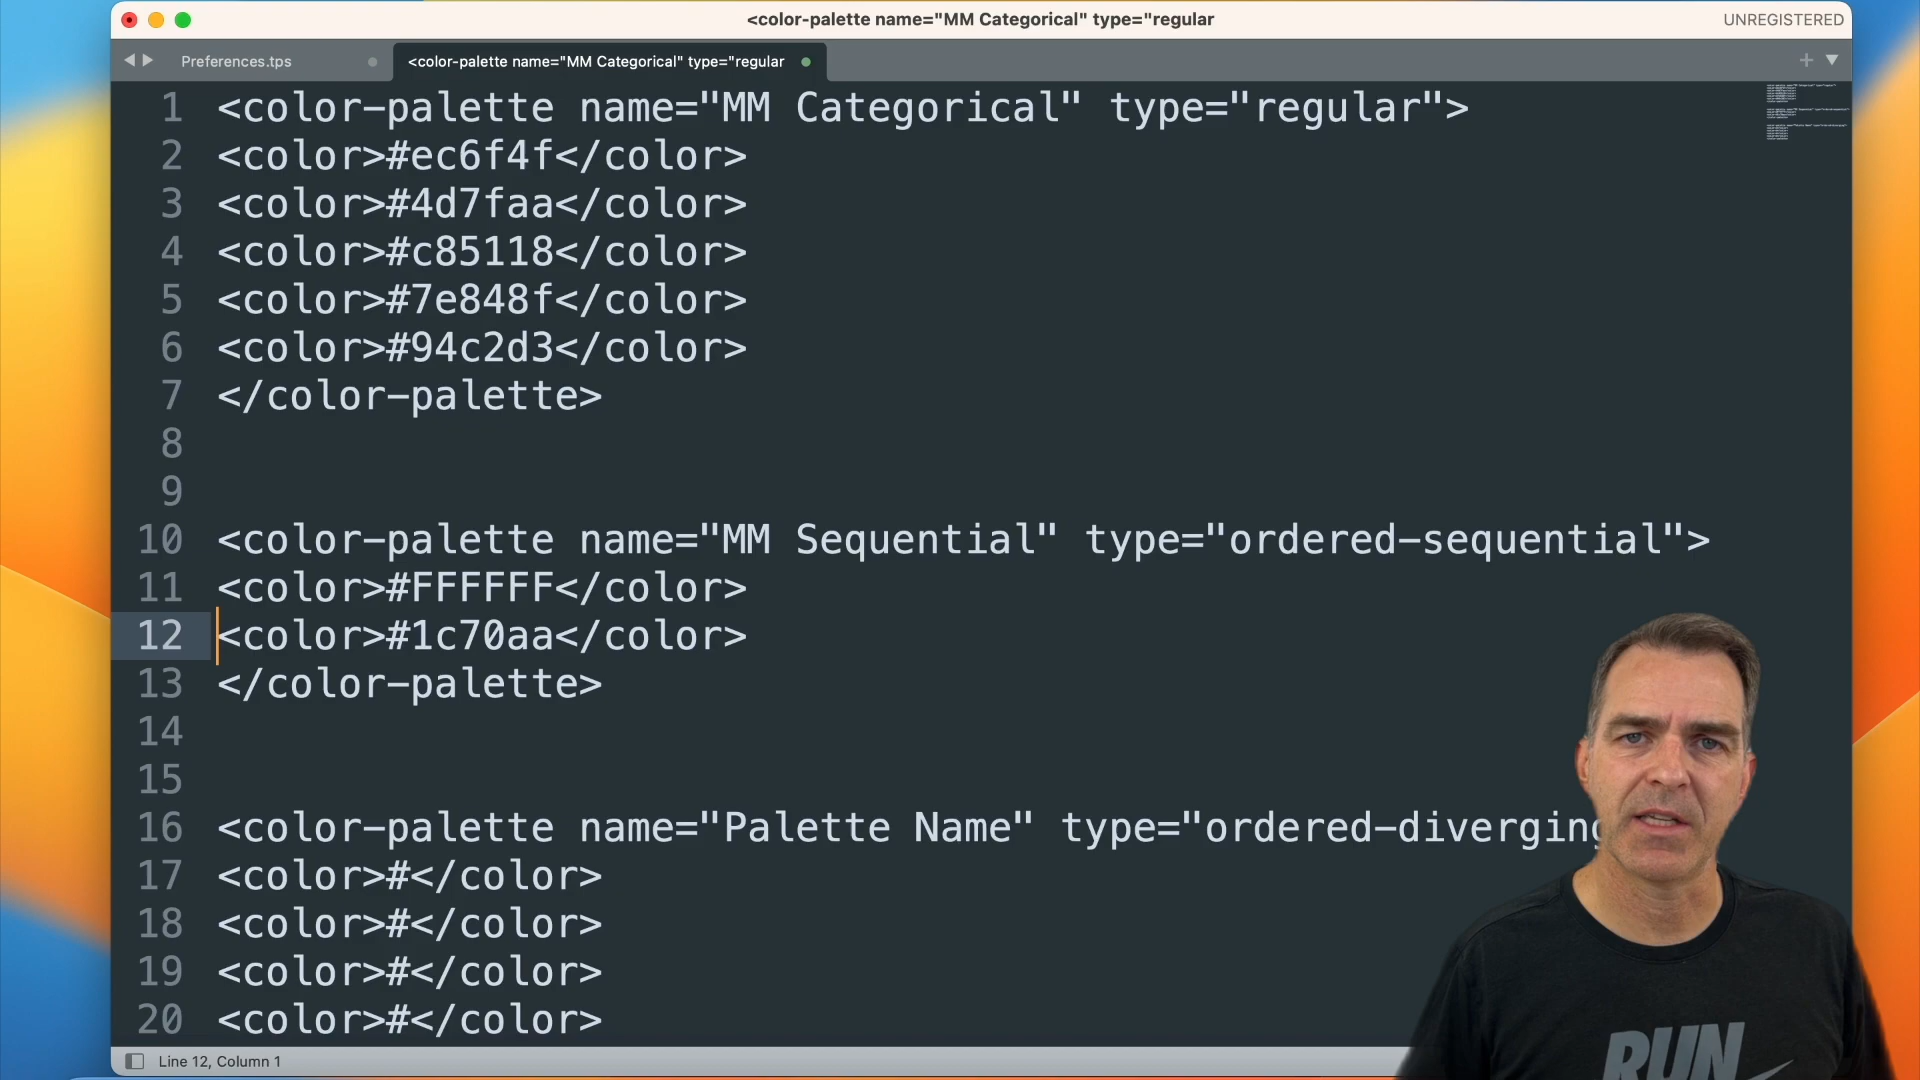 <color-palette name="MM Categorical" type="regular
UNREGISTERED
Preferences.tps
<color-palette name="MM Categorical" type="regular
1 <color-palette name="MM Categorical" type="regular">
2 <color>#ec6f4f</color>
3 <color>#4d7faa</color>
4 <color>#c85118</color>
5 <color>#7e848f</color>
6 <color>#94c2d3</color>
7 </color-palette>
8
9
10 <color-palette name="MM Sequential" type="ordered-sequential">
11 <color>#FFFFFF</color>
12 <color>#1c70aa</color>
13 </color-palette>
14
15
16 <color-palette name="Palette Name" type="ordered-diverging
17 <color>#</color>
18 <color>#</color>
19 <color>#</color>
20 <color>#</color>
Line 12, Column 1
RUN